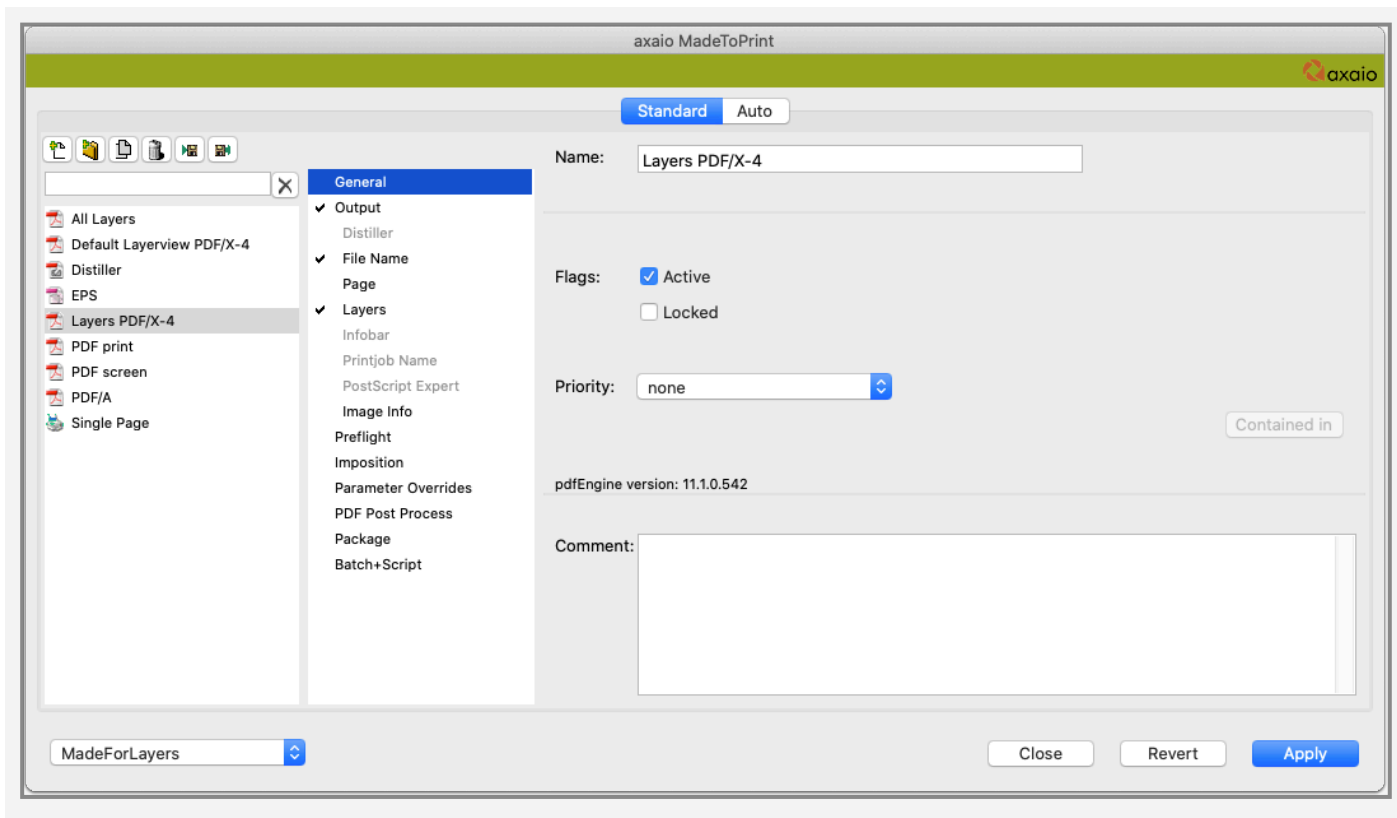 axaio MadeToPrint
axaio
Standard Auto
Name: Layers PDF/X-4
General
Output
Distiller
File Name
Page
Layers
Infobar
Printjob Name
PostScript Expert
Image Info
Preflight
Imposition
Parameter Overrides
PDF Post Process
Package
Batch+Script
All Layers
Default Layerview PDF/X-4
Distiller
EPS
Layers PDF/X-4
PDF print
PDF screen
PDF/A
Single Page
Flags: Active
Locked
Priority: none
Contained in
pdfEngine version: 11.1.0.542
Comment:
MadeForLayers
Close Revert Apply